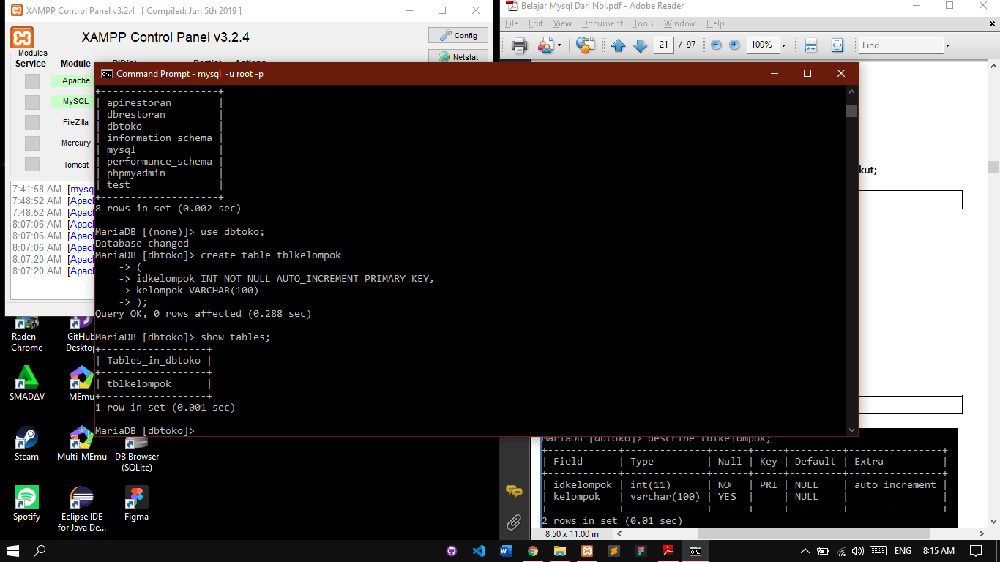 XAMPP Control Panel v3.2.4 [ Compiled: Jun 5th 2019 ]
XAMPP Control Panel v3.2.4
Config
Netstat
Modules
Service Module
Apache
MySQL
FileZilla
Mercury
Tomcat
7:41:58 AM [mysq
7:48:52 AM [Apach
7:48:52 AM [Apach
8:07:06 AM [Apach
8:07:06 AM [Apach
8:07:06 AM [Apach
8:07:20 AM [Apach
8:07:20 AM [Apach
Belajar Mysql Dari Nol.pdf - Adobe Reader
File Edit View Document Tools Window Help
21 / 97 100% Find
kut;
Command Prompt - mysql -u root -p
+--------------------+
| apirestoran        |
| dbrestoran         |
| dbtoko             |
| information_schema |
| mysql              |
| performance_schema |
| phpmyadmin         |
| test               |
+--------------------+
8 rows in set (0.002 sec)
MariaDB [(none)]> use dbtoko;
Database changed
MariaDB [dbtoko]> create table tblkelompok
    -> (
    -> idkelompok INT NOT NULL AUTO_INCREMENT PRIMARY KEY,
    -> kelompok VARCHAR(100)
    -> );
Query OK, 0 rows affected (0.288 sec)
MariaDB [dbtoko]> show tables;
+------------------+
| Tables_in_dbtoko |
+------------------+
| tblkelompok      |
+------------------+
1 row in set (0.001 sec)
MariaDB [dbtoko]>
MariaDB [dbtoko]> describe tblkelompok;
+------------+--------------+------+-----+---------+----------------+
| Field      | Type         | Null | Key | Default | Extra          |
+------------+--------------+------+-----+---------+----------------+
| idkelompok | int(11)      | NO   | PRI | NULL    | auto_increment |
| kelompok   | varchar(100) | YES  |     | NULL    |                |
+------------+--------------+------+-----+---------+----------------+
2 rows in set (0.01 sec)
8.50 x 11.00 in
Raden - Chrome
GitHub Desktop
SMADΔV
MEmu
Steam
Multi-MEmu
DB Browser (SQLite)
Spotify
Eclipse IDE for Java De...
Figma
ENG 8:15 AM